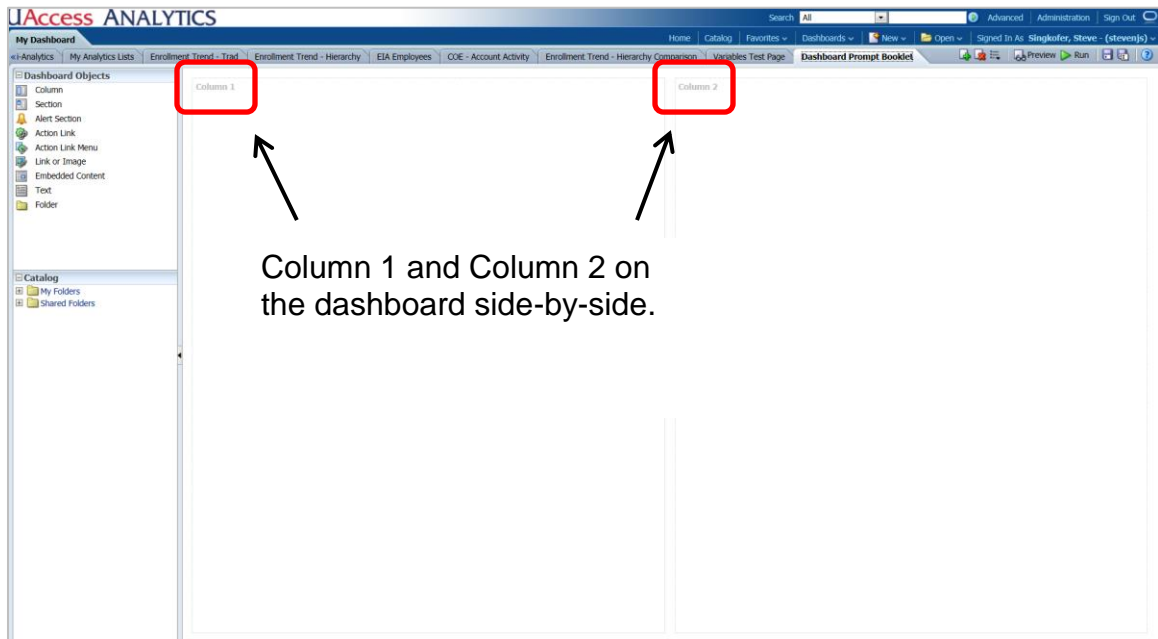 UAccess ANALYTICS
Search All Advanced Administration Sign Out
My Dashboard Home Catalog Favorites Dashboards New Open Signed In As Singkofer, Steve - (stevenjs)
i-Analytics My Analytics Lists Enrollment Trend - Trad Enrollment Trend - Hierarchy EIA Employees COE - Account Activity Enrollment Trend - Hierarchy Comparison Variables Test Page Dashboard Prompt Booklet Preview Run
Dashboard Objects
Column
Section
Alert Section
Action Link
Action Link Menu
Link or Image
Embedded Content
Text
Folder
Catalog
My Folders
Shared Folders
Column 1
Column 2
Column 1 and Column 2 on
the dashboard side-by-side.